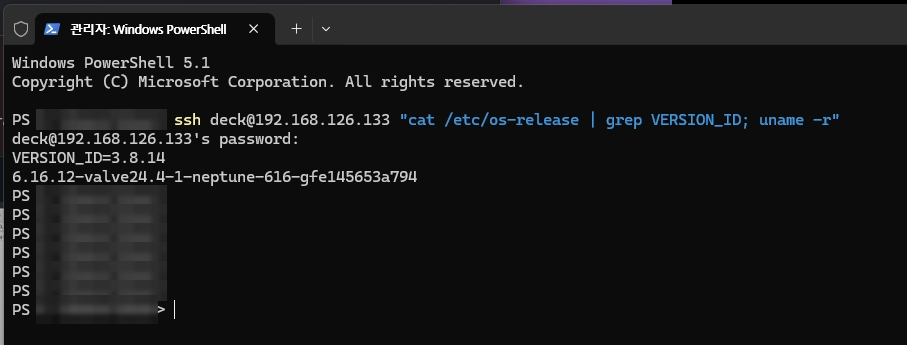 관리자: Windows PowerShell
Windows PowerShell 5.1
Copyright (C) Microsoft Corporation. All rights reserved.
PS ssh deck@192.168.126.133 "cat /etc/os-release | grep VERSION_ID; uname -r"
deck@192.168.126.133's password:
VERSION_ID=3.8.14
6.16.12-valve24.4-1-neptune-616-gfe145653a794
PS
PS
PS
PS
PS
PS
PS >